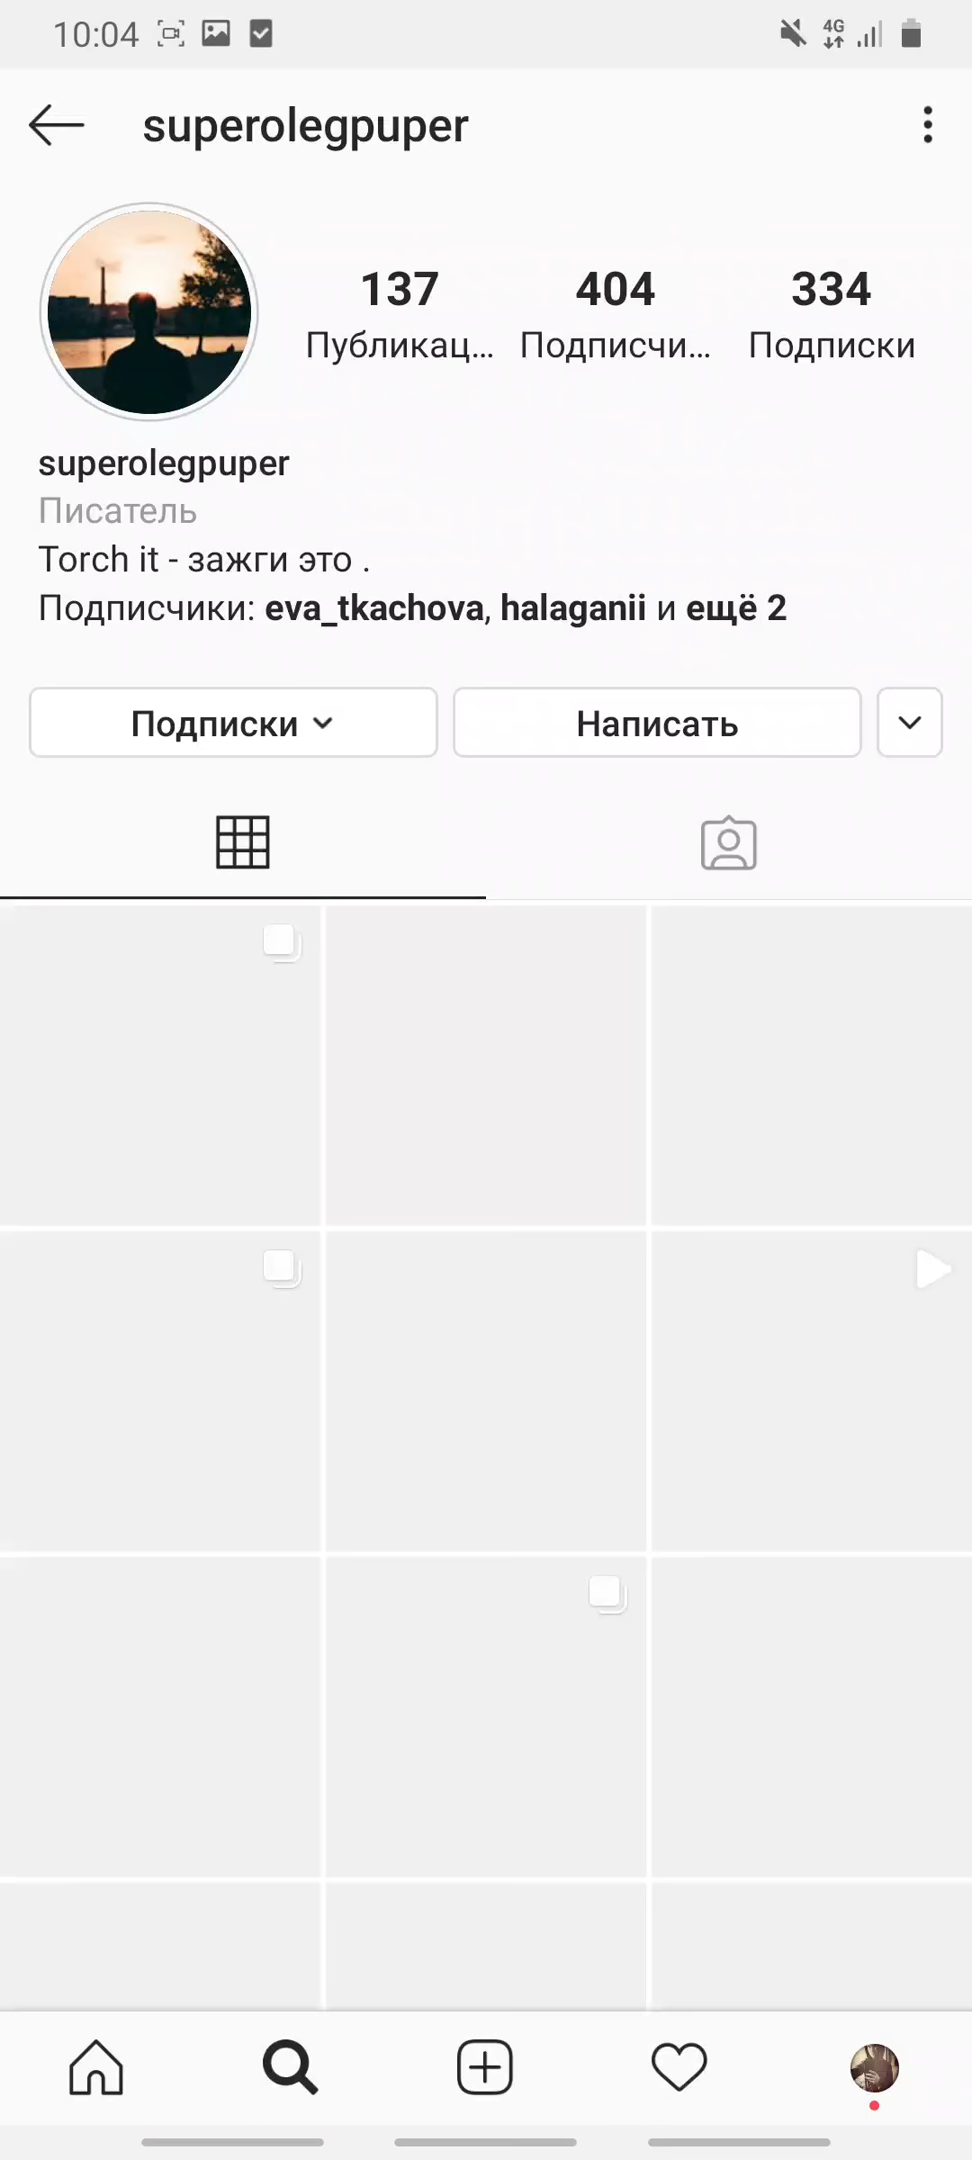 10:04
4G
superolegpuper
137 404 334
Публикац... Подписчи... Подписки
superolegpuper
Писатель
Torch it - зажги это .
Подписчики: eva_tkachova, halaganii и ещё 2
Подписки Написать